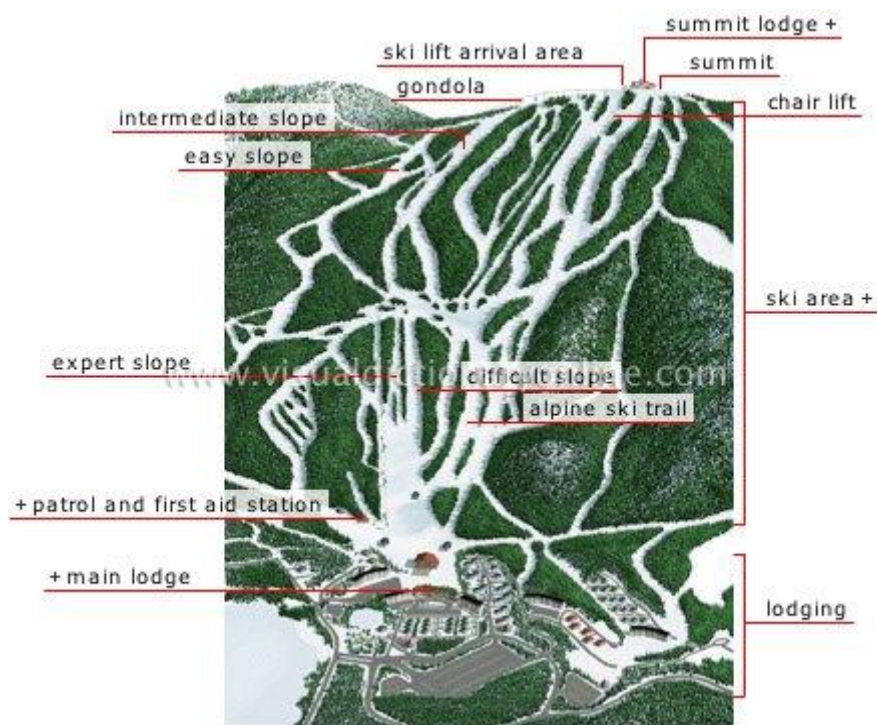 summit lodge +
ski lift arrival area
summit
gondola
chair lift
intermediate slope
easy slope
ski area +
expert slope
difficult slope
alpine ski trail
+ patrol and first aid station
+ main lodge
lodging